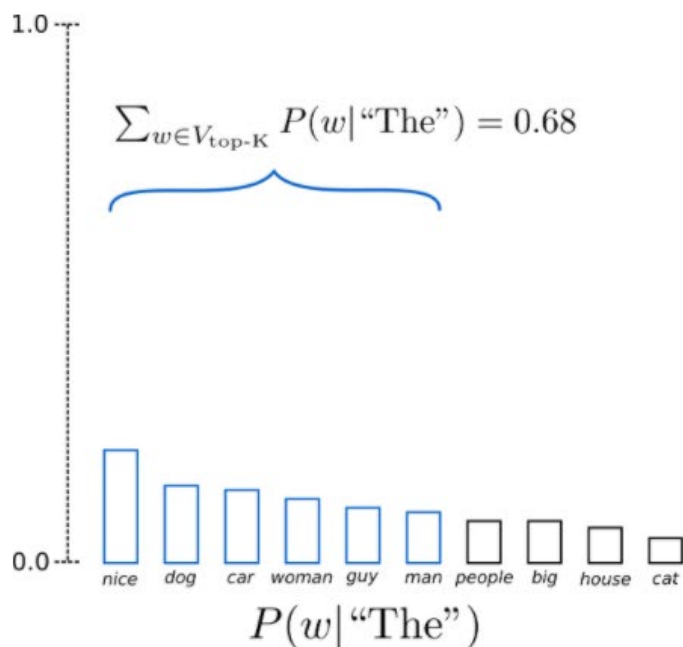 1.0
∑w∈Vtop-K P(w|“The”) = 0.68
0.0
nice dog car woman guy man people big house cat
P(w|“The”)